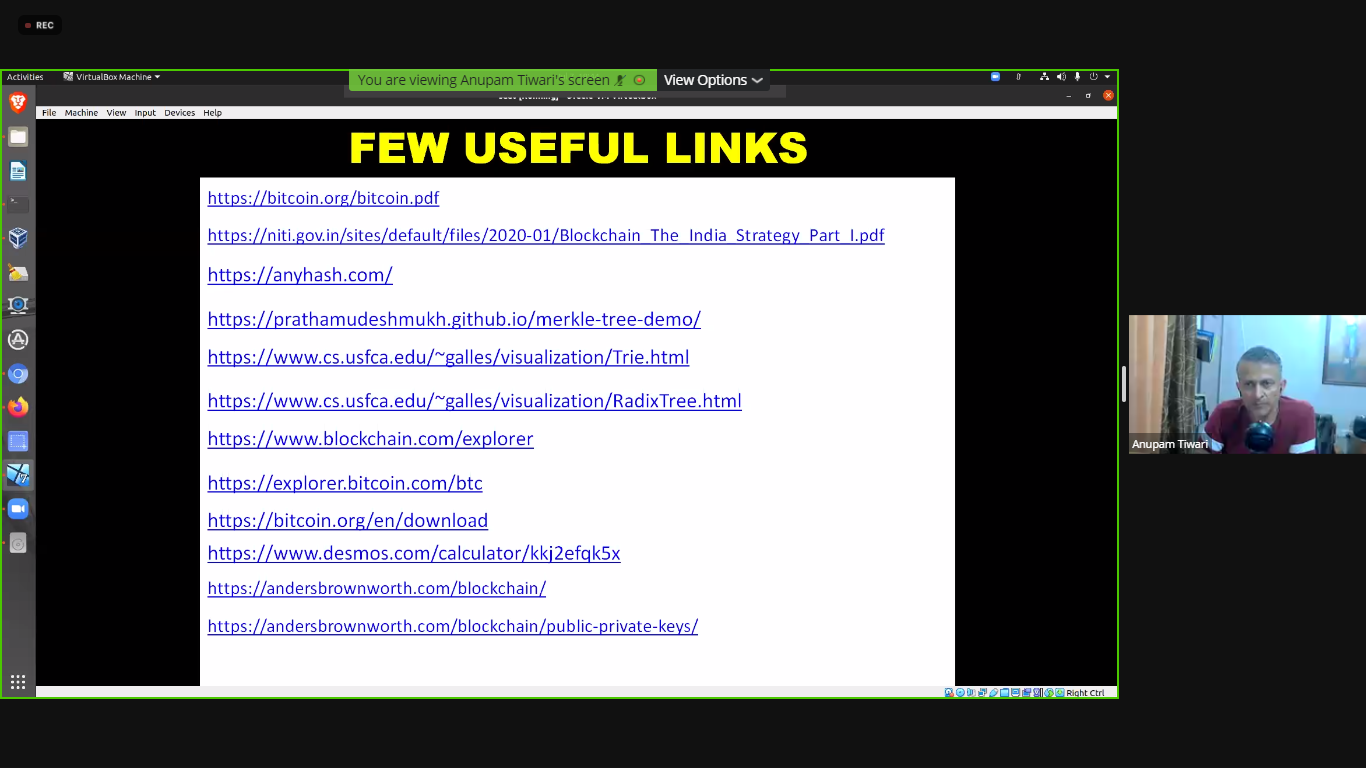 REC
Activities
VirtualBox Machine
You are viewing Anupam Tiwari's screen
View Options
File Machine View Input Devices Help
FEW USEFUL LINKS
https://bitcoin.org/bitcoin.pdf
https://niti.gov.in/sites/default/files/2020-01/Blockchain_The_India_Strategy_Part_I.pdf
https://anyhash.com/
https://prathamudeshmukh.github.io/merkle-tree-demo/
https://www.cs.usfca.edu/~galles/visualization/Trie.html
https://www.cs.usfca.edu/~galles/visualization/RadixTree.html
https://www.blockchain.com/explorer
https://explorer.bitcoin.com/btc
https://bitcoin.org/en/download
https://www.desmos.com/calculator/kkj2efqk5x
https://andersbrownworth.com/blockchain/
https://andersbrownworth.com/blockchain/public-private-keys/
Anupam Tiwari
Right Ctrl